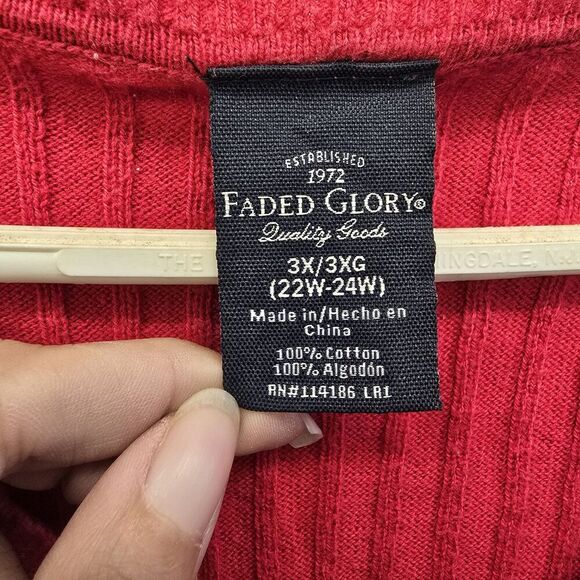 ESTABLISHED
1972
FADED GLORY®
Quality Goods
3X/3XG
(22W-24W)
Made in/Hecho en
China
100% Cotton
100% Algodón
RN#114186 LR1
THE
INGDALE, N.J.